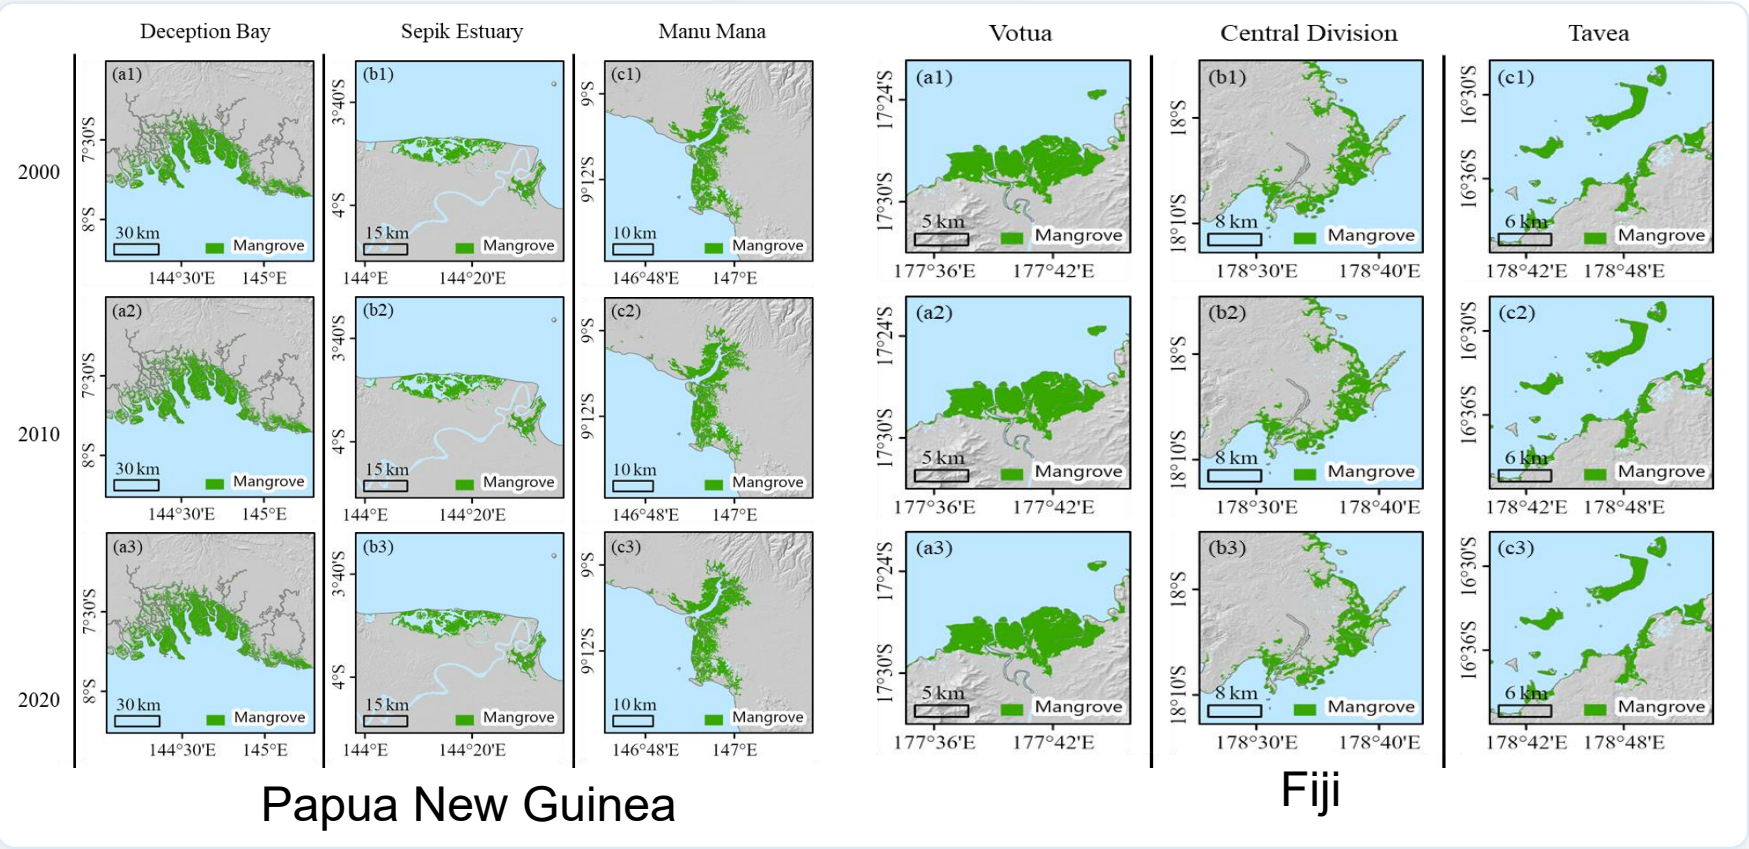 Deception Bay
Sepik Estuary
Manu Mana
Votua
Central Division
Tavea
2000
(a1)
7°30'S
8°S
30 km
Mangrove
144°30'E
145°E
(b1)
3°40'S
4°S
15 km
Mangrove
144°E
144°20'E
(c1)
9°S
9°12'S
10 km
Mangrove
146°48'E
147°E
(a1)
17°24'S
17°30'S
5 km
Mangrove
177°36'E
177°42'E
(b1)
18°S
18°10'S
8 km
Mangrove
178°30'E
178°40'E
(c1)
16°30'S
16°36'S
6 km
Mangrove
178°42'E
178°48'E
2010
(a2)
7°30'S
8°S
30 km
Mangrove
144°30'E
145°E
(b2)
3°40'S
4°S
15 km
Mangrove
144°E
144°20'E
(c2)
9°S
9°12'S
10 km
Mangrove
146°48'E
147°E
(a2)
17°24'S
17°30'S
5 km
Mangrove
177°36'E
177°42'E
(b2)
18°S
18°10'S
8 km
Mangrove
178°30'E
178°40'E
(c2)
16°30'S
16°36'S
6 km
Mangrove
178°42'E
178°48'E
2020
(a3)
7°30'S
8°S
30 km
Mangrove
144°30'E
145°E
(b3)
3°40'S
4°S
15 km
Mangrove
144°E
144°20'E
(c3)
9°S
9°12'S
10 km
Mangrove
146°48'E
147°E
(a3)
17°24'S
17°30'S
5 km
Mangrove
177°36'E
177°42'E
(b3)
18°S
18°10'S
8 km
Mangrove
178°30'E
178°40'E
(c3)
16°30'S
16°36'S
6 km
Mangrove
178°42'E
178°48'E
Papua New Guinea
Fiji